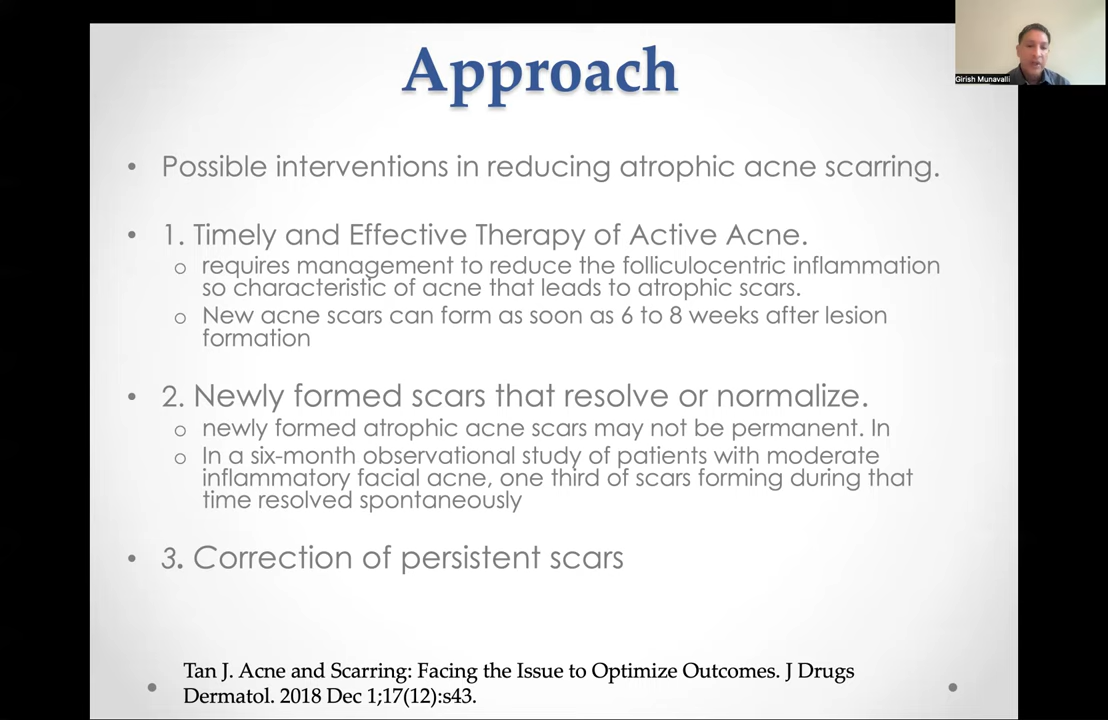 Approach
Girish Munavalli
• Possible interventions in reducing atrophic acne scarring.
• 1. Timely and Effective Therapy of Active Acne.
o requires management to reduce the folliculocentric inflammation
so characteristic of acne that leads to atrophic scars.
o New acne scars can form as soon as 6 to 8 weeks after lesion
formation
• 2. Newly formed scars that resolve or normalize.
o newly formed atrophic acne scars may not be permanent. In
o In a six-month observational study of patients with moderate
inflammatory facial acne, one third of scars forming during that
time resolved spontaneously
• 3. Correction of persistent scars
Tan J. Acne and Scarring: Facing the Issue to Optimize Outcomes. J Drugs
Dermatol. 2018 Dec 1;17(12):s43.